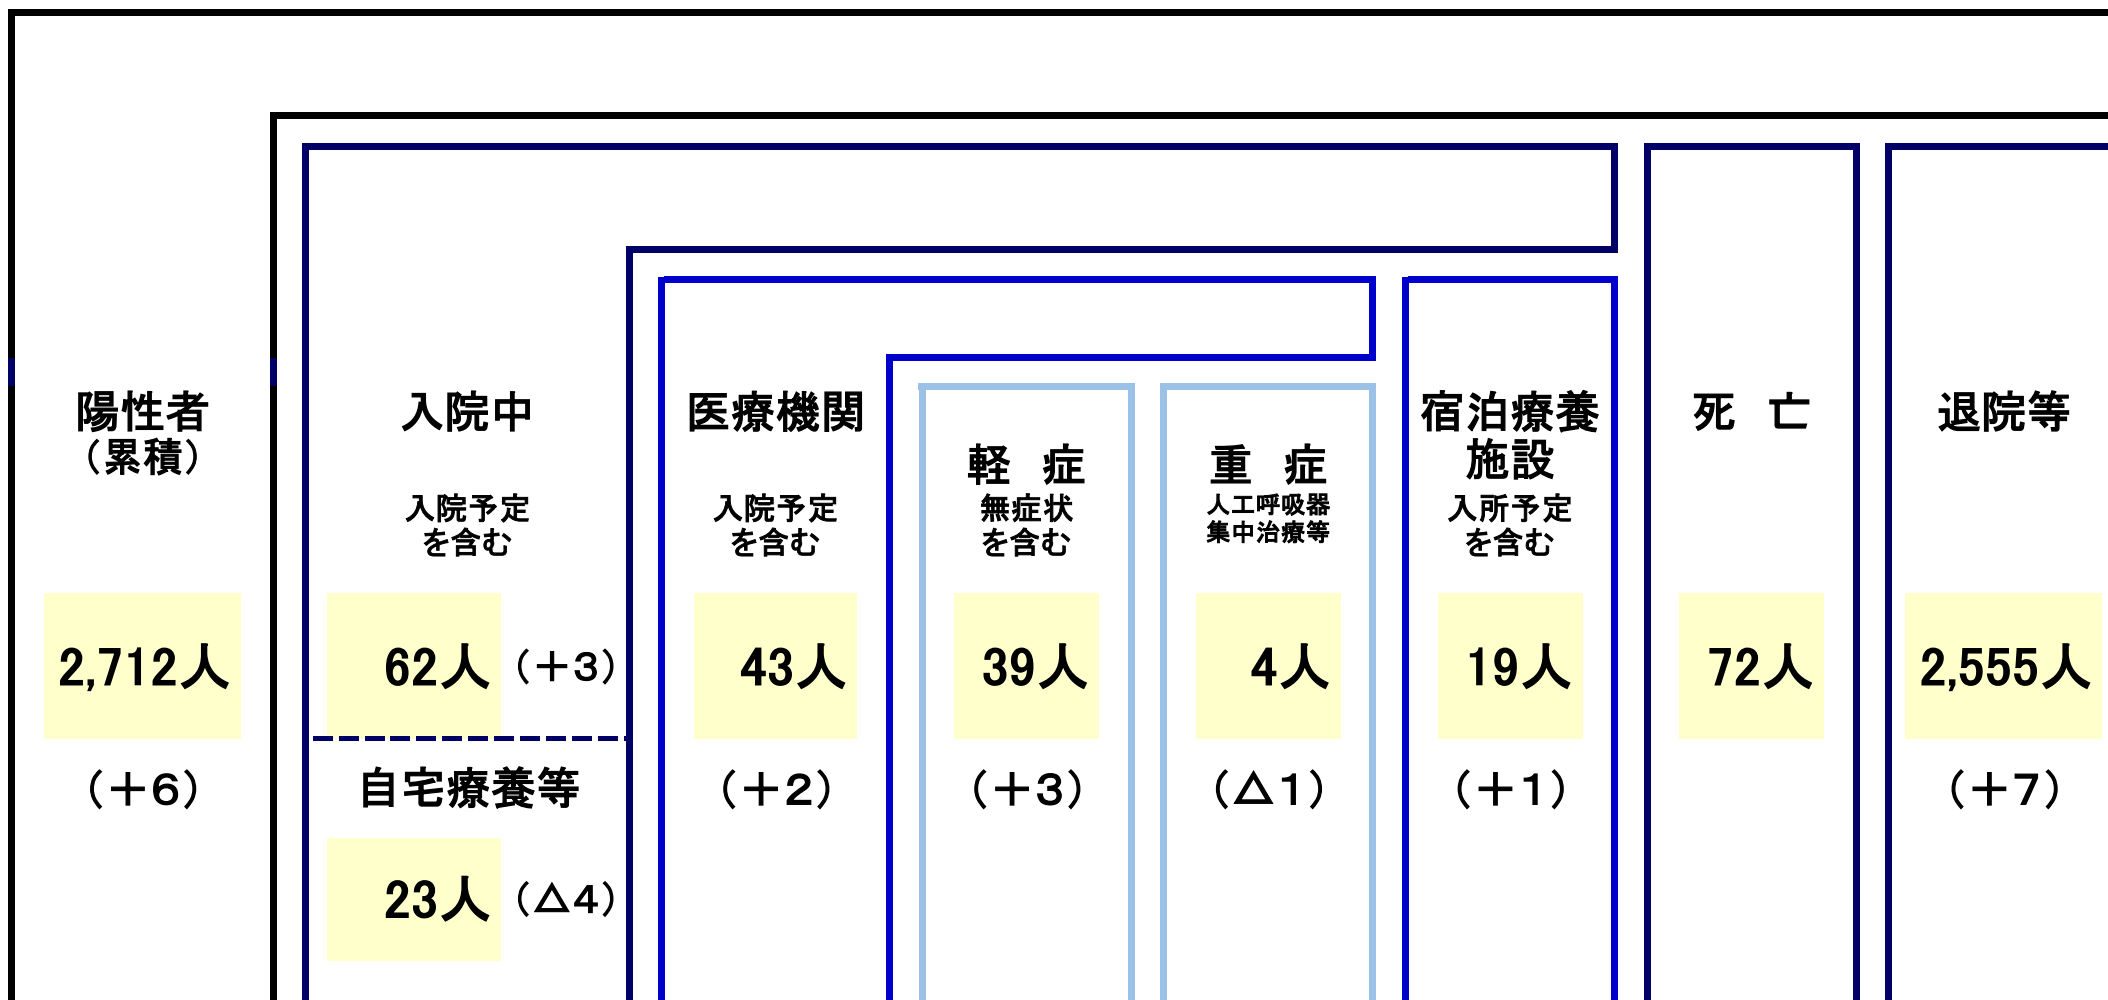 陽性者
（累積）
2,712人
（＋6）
入院中
入院予定
を含む
62人（＋3）
自宅療養等
23人（△4）
医療機関
入院予定
を含む
43人
（＋2）
軽 症
無症状
を含む
39人
（＋3）
重 症
人工呼吸器
集中治療等
4人
（△1）
宿泊療養
施設
入所予定
を含む
19人
（＋1）
死 亡
72人
退院等
2,555人
（＋7）